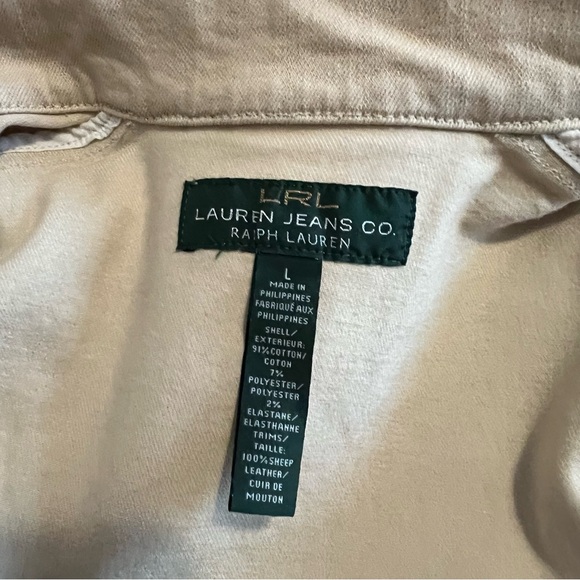 LRL
LAUREN JEANS CO.
RALPH LAUREN
L
MADE IN
PHILIPPINES
FABRIQUÉ AUX
PHILIPPINES
SHELL/
EXTERIEUR:
91% COTTON/
COTON
7%
POLYESTER/
POLYESTER
2%
ELASTANE/
ELASTHANNE
TRIMS/
TAILLE:
100% SHEEP
LEATHER/
CUIR DE
MOUTON